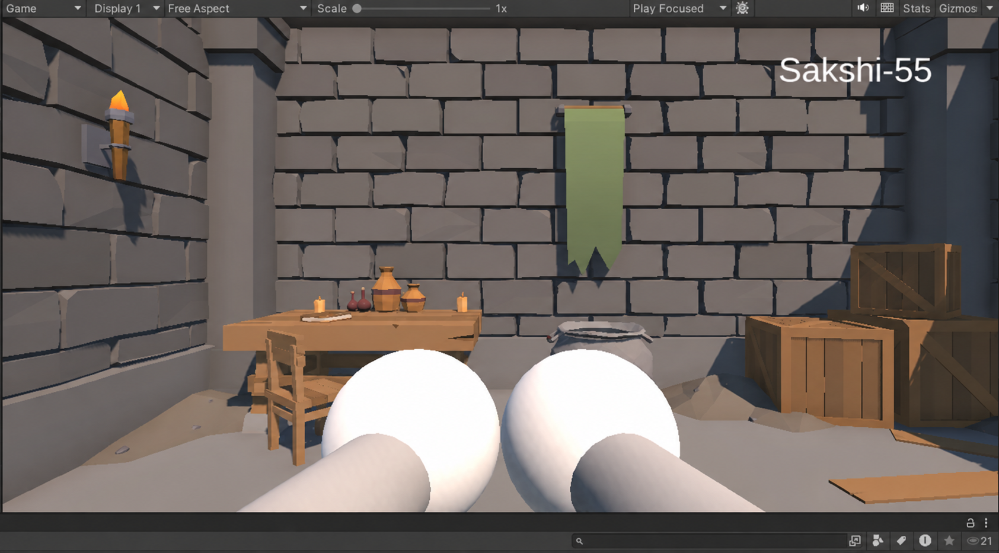 Game Display 1 Free Aspect Scale 1x Play Focused Stats Gizmos
Sakshi-55
21